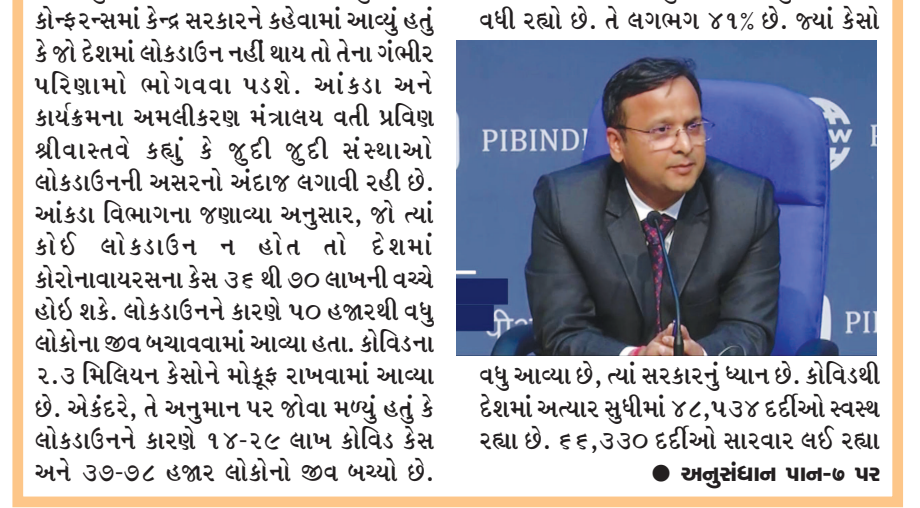 કોન્ફરન્સમાં કેન્દ્ર સરકારને કહેવામાં આવ્યું હતું
કે જો દેશમાં લોકડાઉન નહીં થાય તો તેના ગંભીર
પરિણામો ભોગવવા પડશે. આંકડા અને
કાર્યક્રમના અમલીકરણ મંત્રાલય વતી પ્રવિણ
શ્રીવાસ્તવે કહ્યું કે જુદી જુદી સંસ્થાઓ
લોકડાઉનની અસરનો અંદાજ લગાવી રહી છે.
આંકડા વિભાગના જણાવ્યા અનુસાર, જો ત્યાં
કોઈ લોકડાઉન ન હોત તો દેશમાં
કોરોનાવાયરસના કેસ ૩૬ થી ૭૦ લાખની વચ્ચે
હોઇ શકે. લોકડાઉનને કારણે ૫૦ હજારથી વધુ
લોકોના જીવ બચાવવામાં આવ્યા હતા. કોવિડના
૨.૩ મિલિયન કેસોને મોકૂફ રાખવામાં આવ્યા
છે. એકંદરે, તે અનુમાન પર જોવા મળ્યું હતું કે
લોકડાઉનને કારણે ૧૪-૨૯ લાખ કોવિડ કેસ
અને ૩૭-૭૮ હજાર લોકોનો જીવ બચ્યો છે.
વધી રહ્યો છે. તે લગભગ ૪૧% છે. જ્યાં કેસો
PIBINDI
W
PI
વધુ આવ્યા છે, ત્યાં સરકારનું ધ્યાન છે. કોવિડથી
દેશમાં અત્યાર સુધીમાં ૪૮,૫૩૪ દર્દીઓ સ્વસ્થ
રહ્યા છે. ૬૬,૩૩૦ દર્દીઓ સારવાર લઈ રહ્યા
● અનુસંધાન પાન-૭ પર